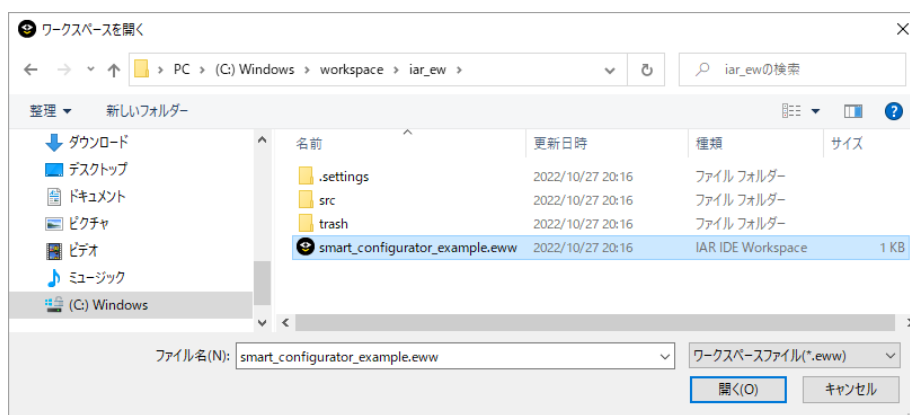 ワークスペースを開く
PC > (C:) Windows > workspace > iar_ew >
iar_ewの検索
整理 新しいフォルダー
ダウンロード
デスクトップ
ドキュメント
ピクチャ
ビデオ
ミュージック
(C:) Windows
名前 更新日時 種類 サイズ
.settings 2022/10/27 20:16 ファイル フォルダー
src 2022/10/27 20:16 ファイル フォルダー
trash 2022/10/27 20:16 ファイル フォルダー
smart_configurator_example.eww 2022/10/27 20:16 IAR IDE Workspace 1 KB
ファイル名(N): smart_configurator_example.eww ワークスペースファイル(*.eww)
開く(O) キャンセル